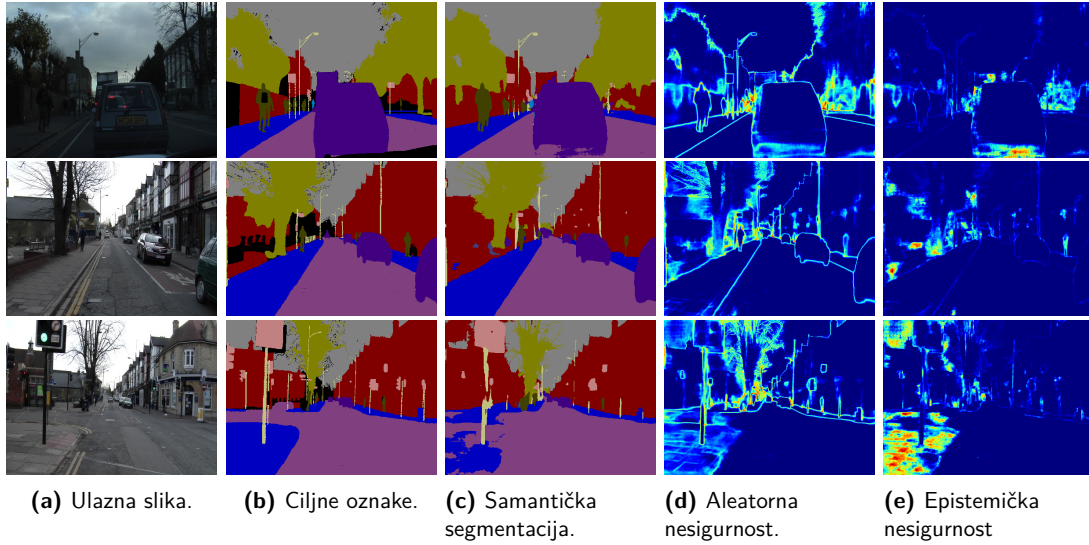 (a) Ulazna slika.
(b) Ciljne oznake.
(c) Samantička
segmentacija.
(d) Aleatorna
nesigurnost.
(e) Epistemička
nesigurnost